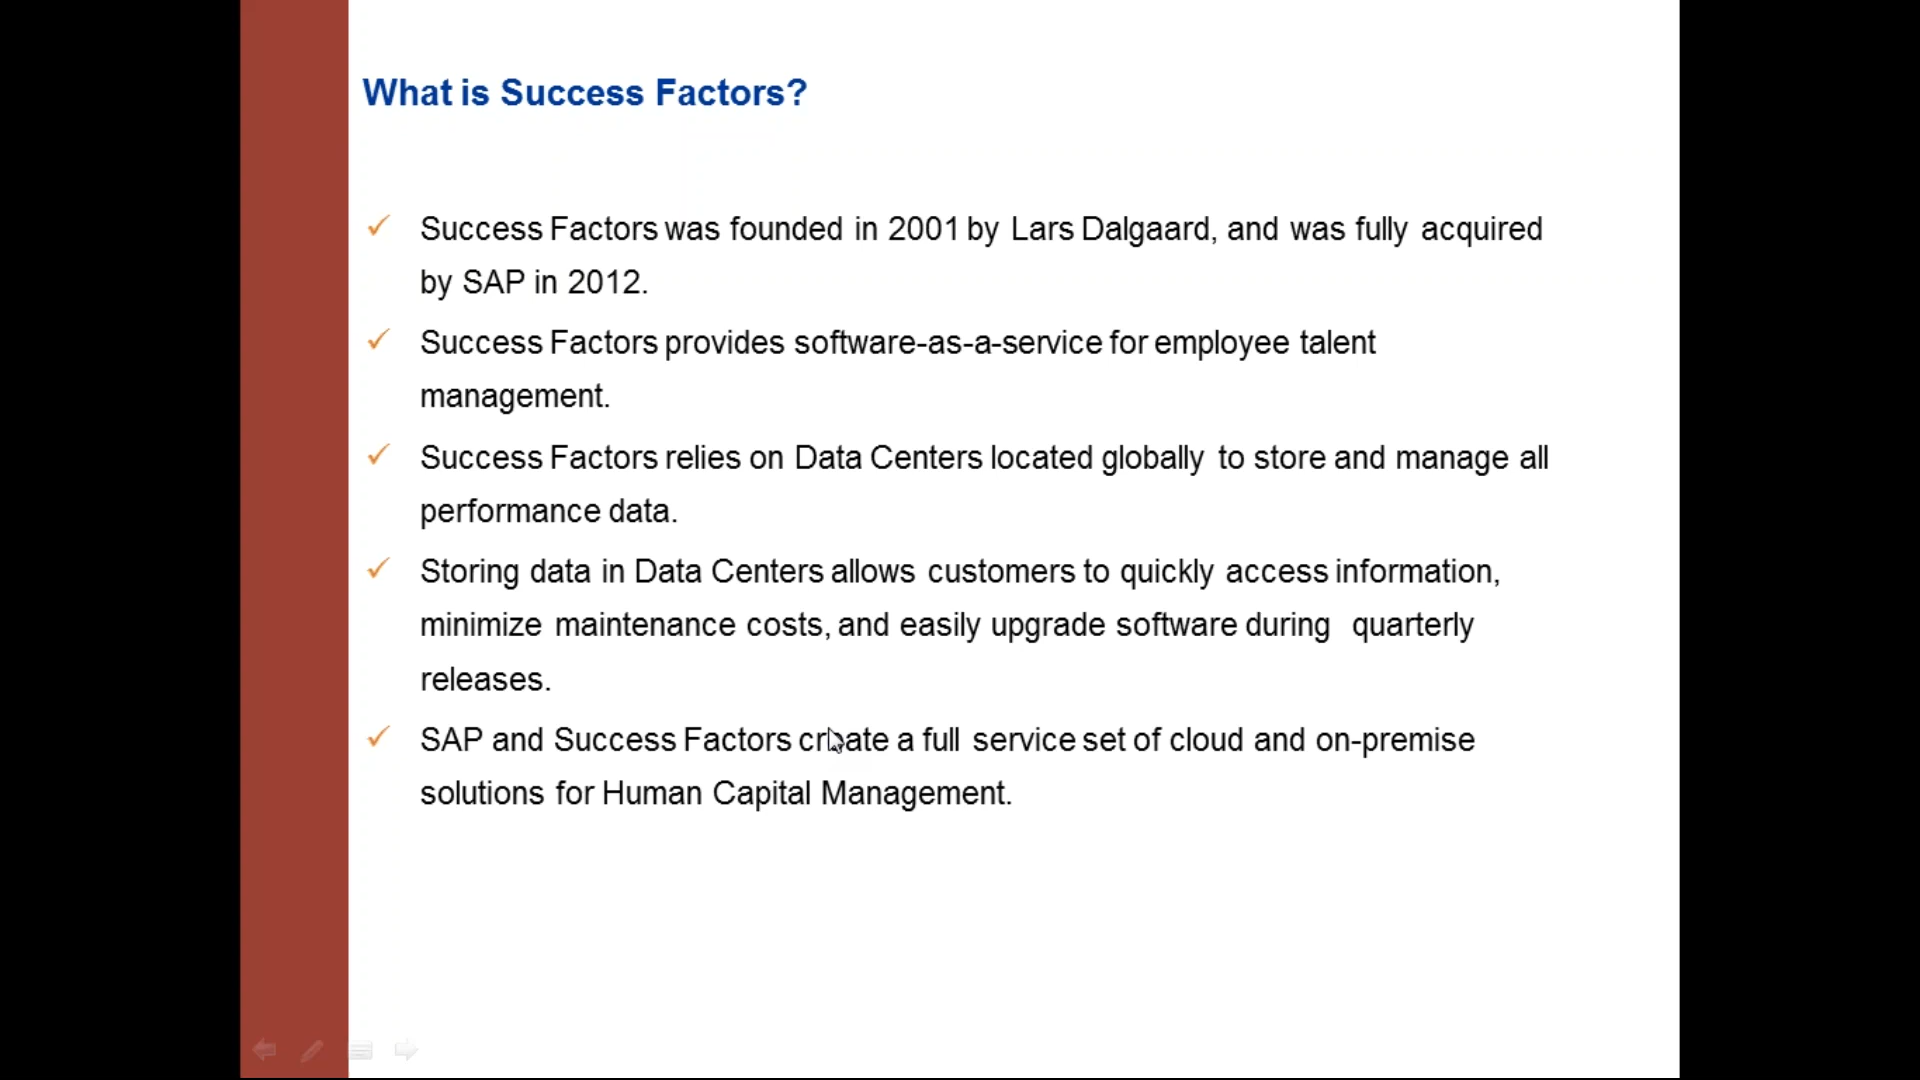 What is Success Factors?
Success Factors was founded in 2001 by Lars Dalgaard, and was fully acquired
by SAP in 2012.
Success Factors provides software-as-a-service for employee talent
management.
Success Factors relies on Data Centers located globally to store and manage all
performance data.
Storing data in Data Centers allows customers to quickly access information,
minimize maintenance costs, and easily upgrade software during quarterly
releases.
SAP and Success Factors create a full service set of cloud and on-premise
solutions for Human Capital Management.